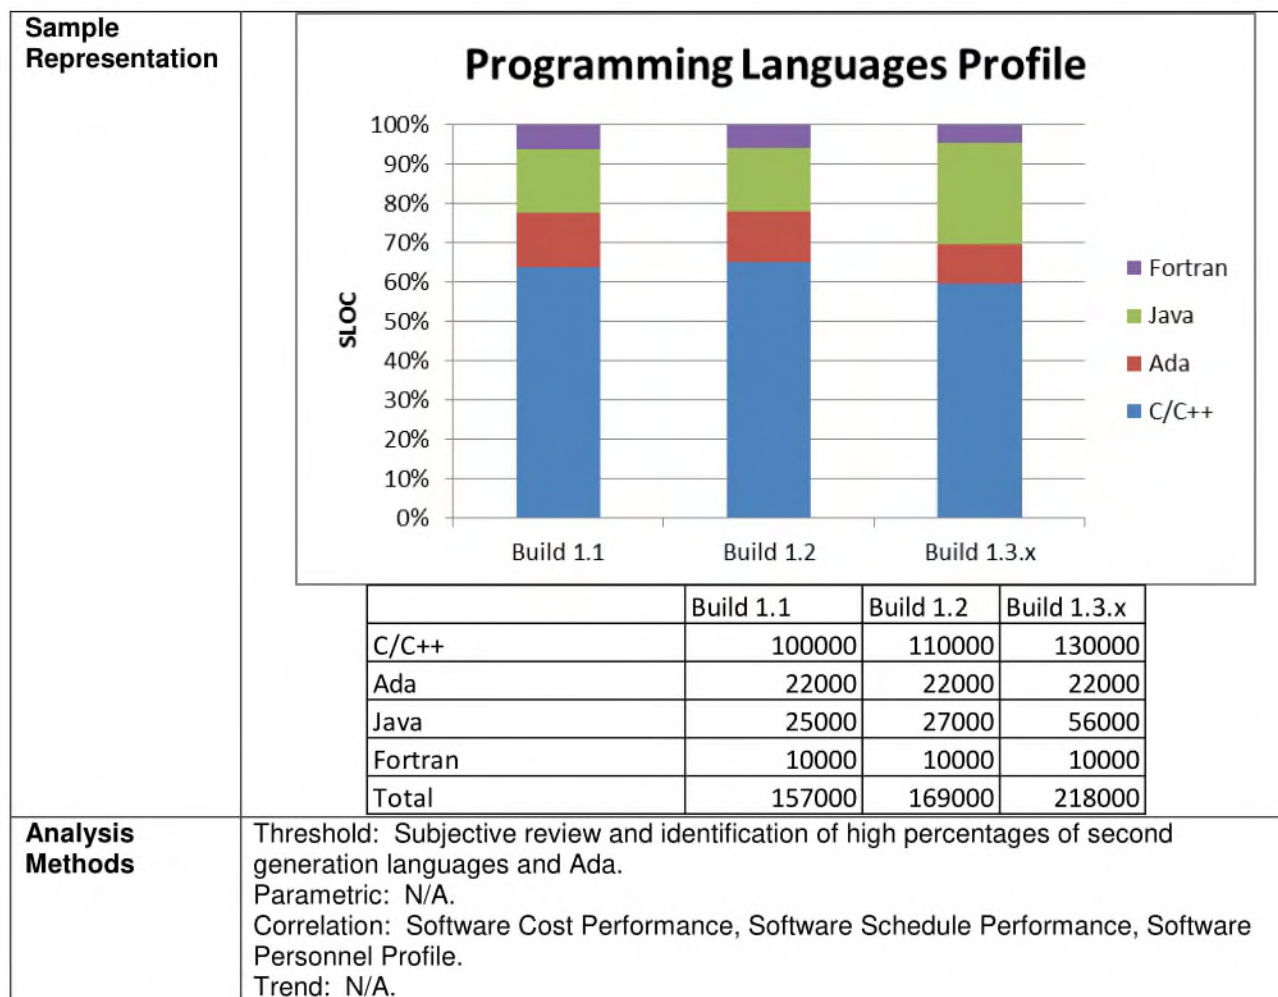 Sample
Representation
Programming Languages Profile
100%
90%
80%
70%
60%
50%
40%
30%
20%
10%
0%
SLOC
Build 1.1 Build 1.2 Build 1.3.x
Fortran
Java
Ada
C/C++
Build 1.1 Build 1.2 Build 1.3.x
C/C++ 100000 110000 130000
Ada 22000 22000 22000
Java 25000 27000 56000
Fortran 10000 10000 10000
Total 157000 169000 218000
Analysis
Methods
Threshold: Subjective review and identification of high percentages of second
generation languages and Ada.
Parametric: N/A.
Correlation: Software Cost Performance, Software Schedule Performance, Software
Personnel Profile.
Trend: N/A.